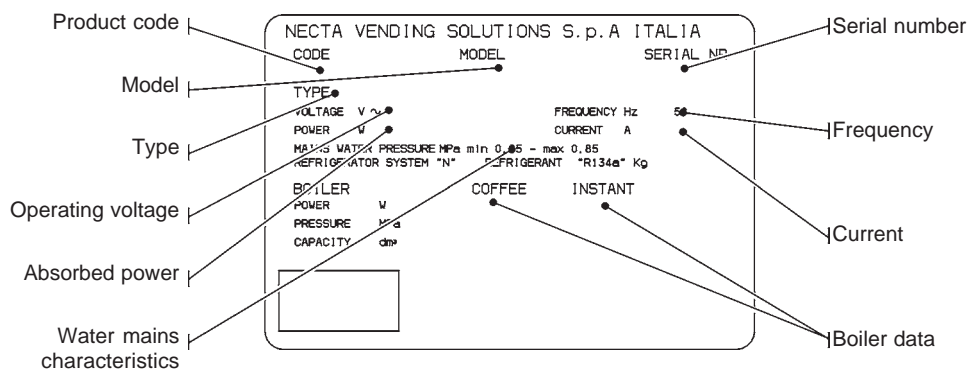 Product code
Model
Type
Operating voltage
Absorbed power
Water mains
characteristics
NECTA VENDING SOLUTIONS S.p.A ITALIA
CODE MODEL SERIAL NR
TYPE
VOLTAGE V ~ FREQUENCY Hz
POWER W CURRENT A
MAINS WATER PRESSURE MPa min 0,05 - max 0,85
REFRIGERATOR SYSTEM "N" REFRIGERANT "R134a" Kg
BOILER COFFEE INSTANT
POWER W
PRESSURE MPa
CAPACITY dm³
Serial number
Frequency
Current
Boiler data